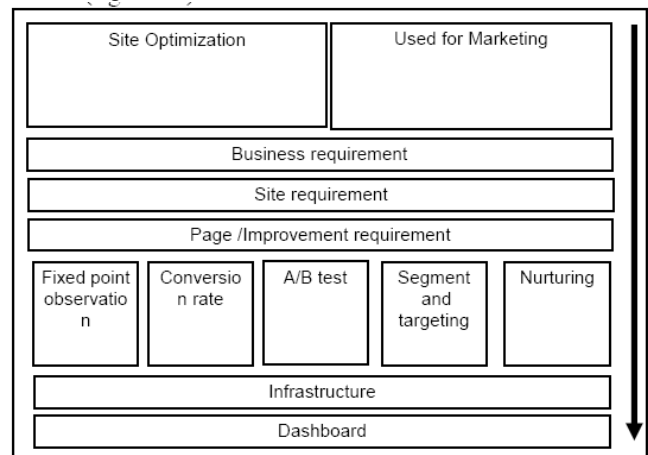 Site Optimization
Used for Marketing
Business requirement
Site requirement
Page /Improvement requirement
Fixed point
observatio
n
Conversio
n rate
A/B test
Segment
and
targeting
Nurturing
Infrastructure
Dashboard